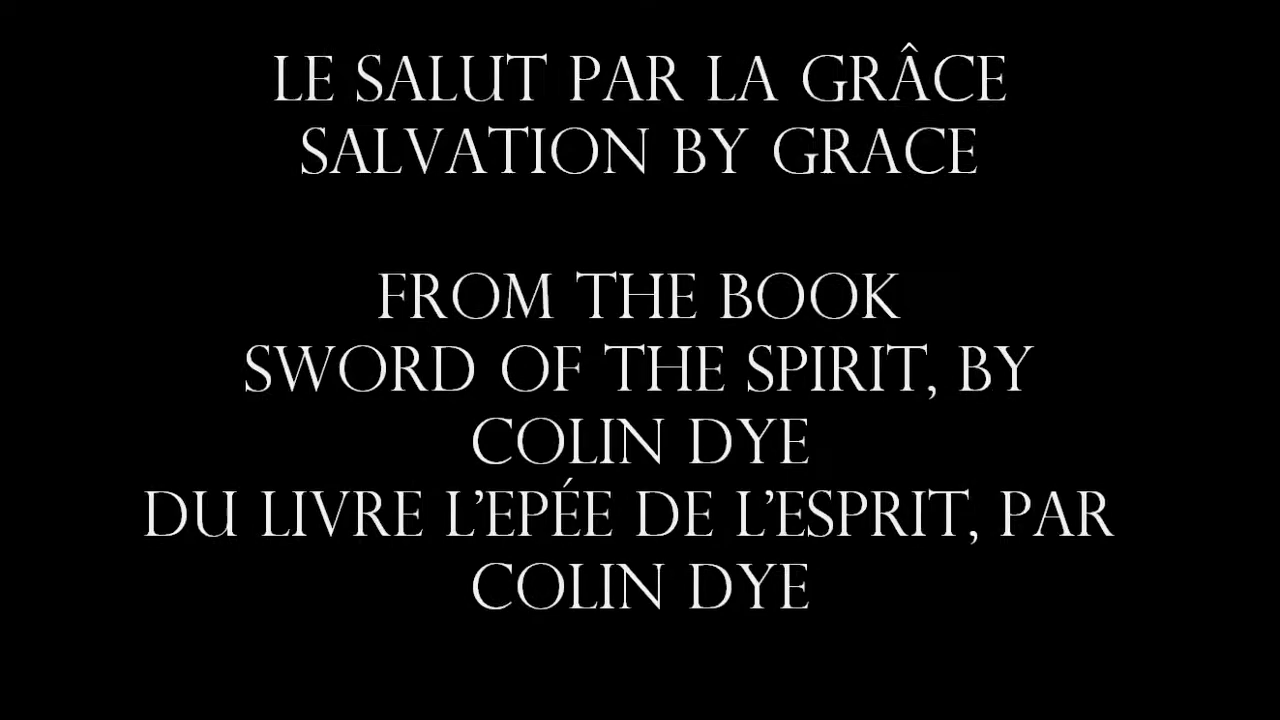 LE SALUT PAR LA GRÂCE
SALVATION BY GRACE
FROM THE BOOK
SWORD OF THE SPIRIT, BY
COLIN DYE
DU LIVRE L'EPÉE DE L'ESPRIT, PAR
COLIN DYE